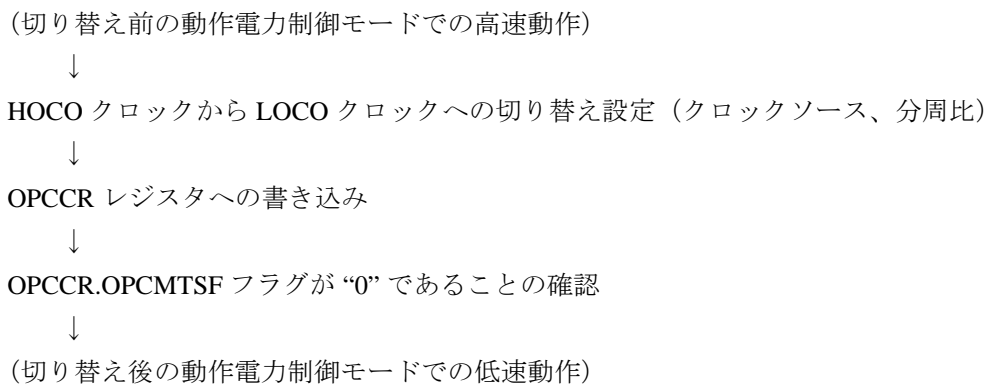 （切り替え前の動作電力制御モードでの高速動作）
↓
HOCO クロックから LOCO クロックへの切り替え設定（クロックソース、分周比）
↓
OPCCR レジスタへの書き込み
↓
OPCCR.OPCMTSF フラグが “0” であることの確認
↓
（切り替え後の動作電力制御モードでの低速動作）